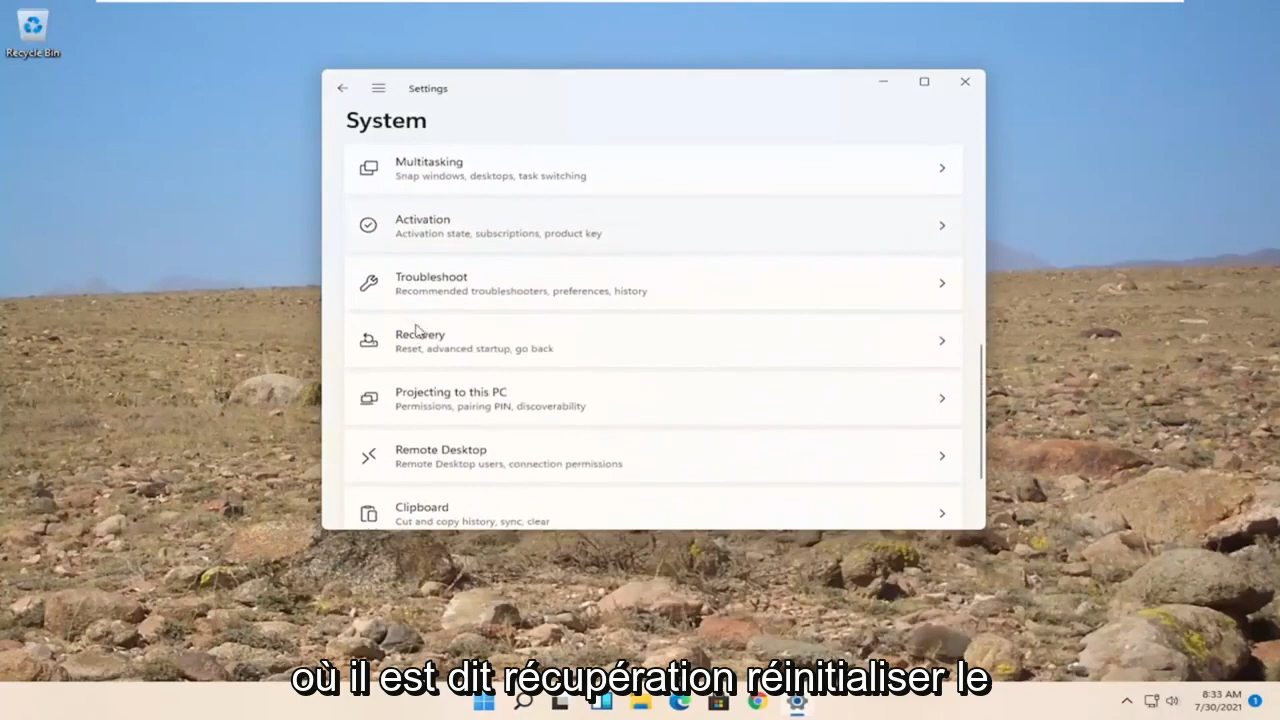 Recycle Bin
Settings
System
Multitasking
Snap windows, desktops, task switching
Activation
Activation state, subscriptions, product key
Troubleshoot
Recommended troubleshooters, preferences, history
Recovery
Reset, advanced startup, go back
Projecting to this PC
Permissions, pairing PIN, discoverability
Remote Desktop
Remote Desktop users, connection permissions
Clipboard
Cut and copy history, sync, clear
où il est dit récupération réinitialiser le
8:33 AM
7/30/2021
1